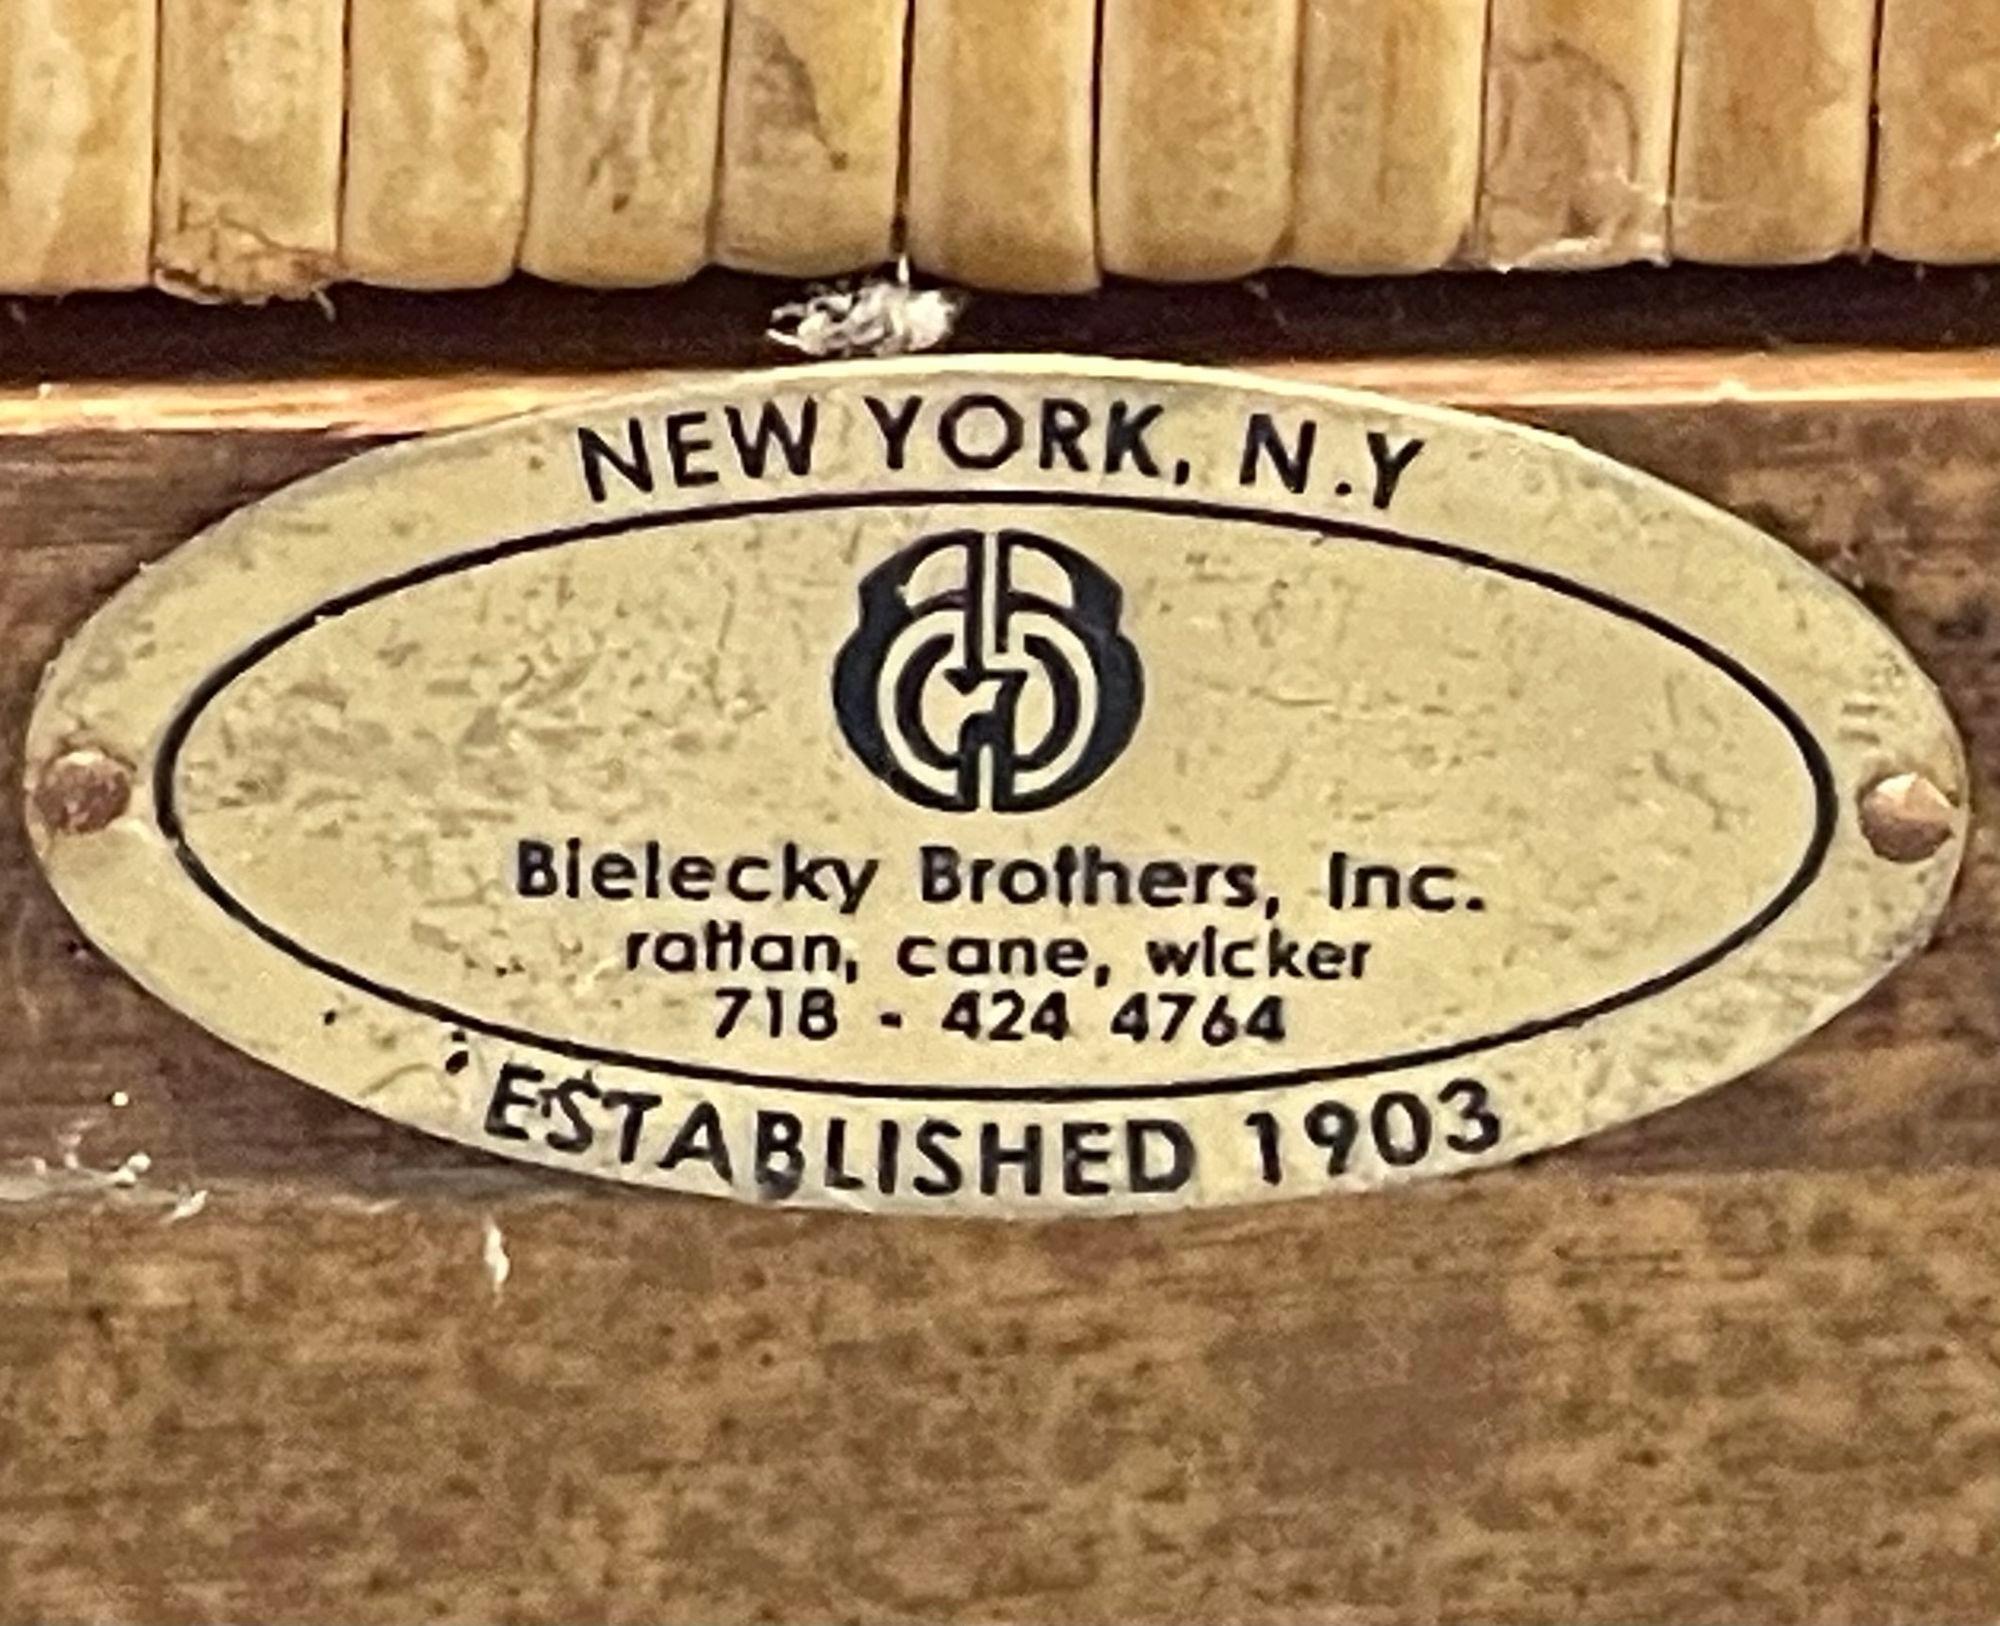 NEW YORK, N.Y
Bielecky Brothers, Inc.
rattan, cane, wicker
718 - 424 4764
ESTABLISHED 1903